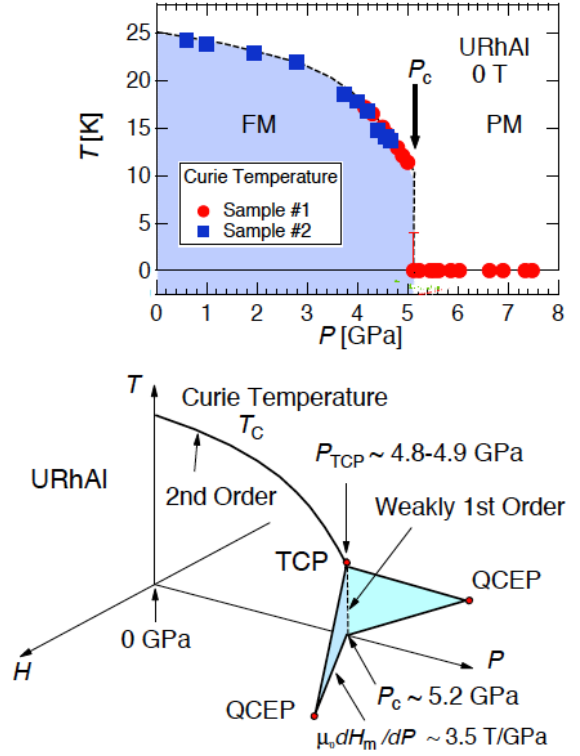 25
20
15
10
5
0
T [K]
URhAl
0 T
P_c
FM
PM
Curie Temperature
Sample #1
Sample #2
0 1 2 3 4 5 6 7 8
P [GPa]
T
Curie Temperature
T_C
P_TCP ~ 4.8-4.9 GPa
URhAl
2nd Order
Weakly 1st Order
TCP
QCEP
0 GPa
H
P
P_c ~ 5.2 GPa
QCEP
μ₀dH_m/dP ~ 3.5 T/GPa